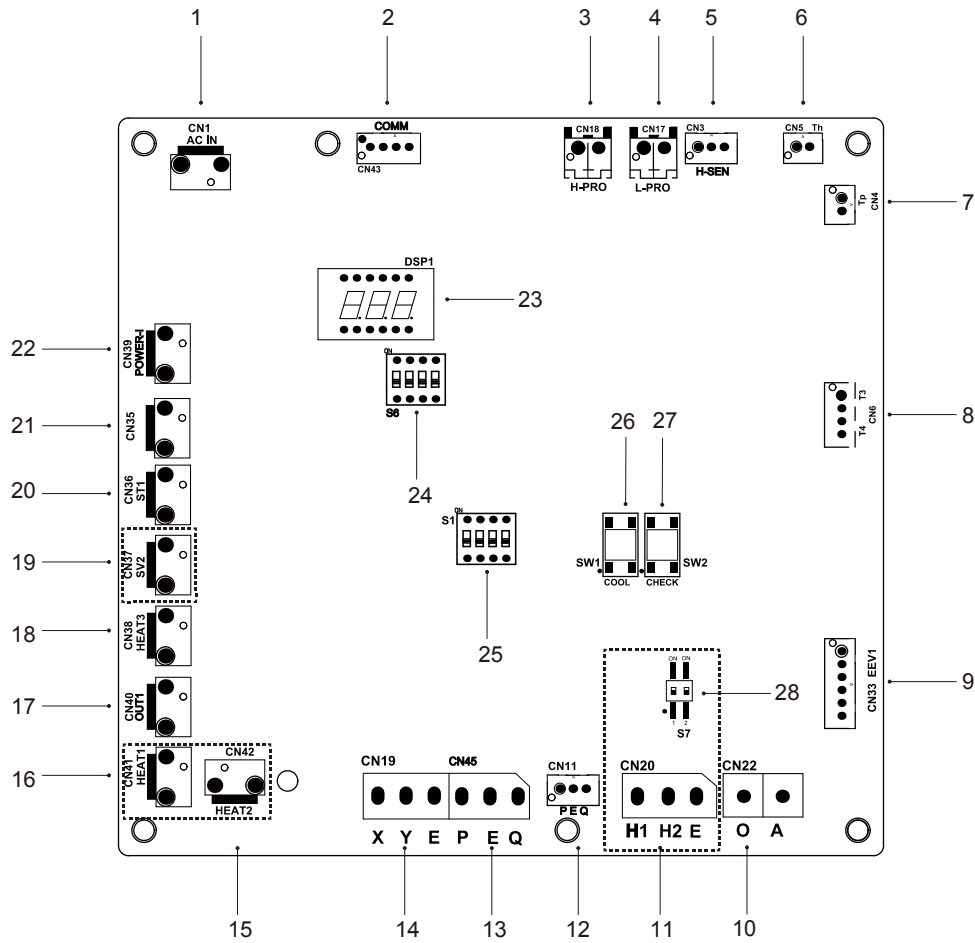 1 2 3 4 5 6
CN1
AC IN
COMM
CN43
CN18
H-PRO
CN17
L-PRO
CN3
H-SEN
CN5 Th
Tp
CN4
7
DSP1
23
22
CN39
POWER-I
ON
S6
24
21
CN35
T3
CN6
T4
8
20
CN36
ST1
26 27
ON
S1
25
SW1
COOL
CHECK
SW2
19
CN37
SV2
18
CN38
HEAT3
CN33 EEV1
9
ON ON
1 2
S7
28
17
CN40
OUT1
16
CN41
HEAT1
CN42
HEAT2
CN19 CN45
X Y E P E Q
CN11
P E Q
CN20
H1 H2 E
CN22
O A
15 14 13 12 11 10